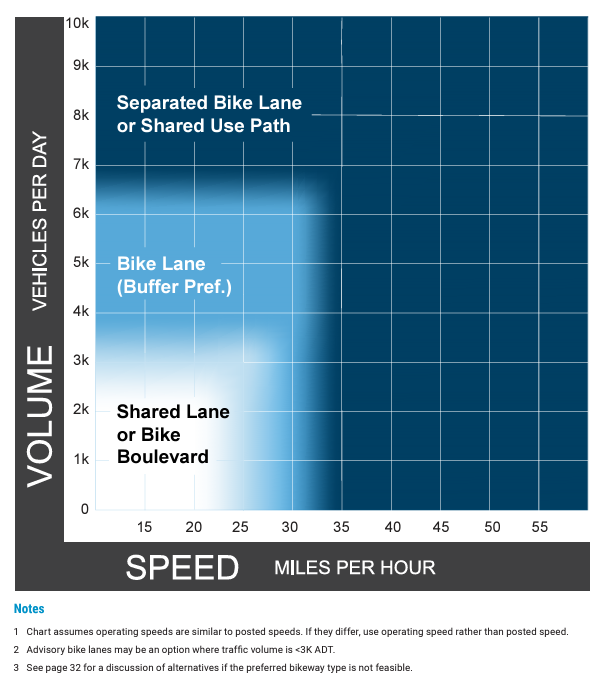 10k
9k
8k
7k
6k
5k
4k
3k
2k
1k
0
VOLUME VEHICLES PER DAY
Separated Bike Lane
or Shared Use Path
Bike Lane
(Buffer Pref.)
Shared Lane
or Bike
Boulevard
15 20 25 30 35 40 45 50 55
SPEED MILES PER HOUR
Notes
1 Chart assumes operating speeds are similar to posted speeds. If they differ, use operating speed rather than posted speed.
2 Advisory bike lanes may be an option where traffic volume is <3K ADT.
3 See page 32 for a discussion of alternatives if the preferred bikeway type is not feasible.